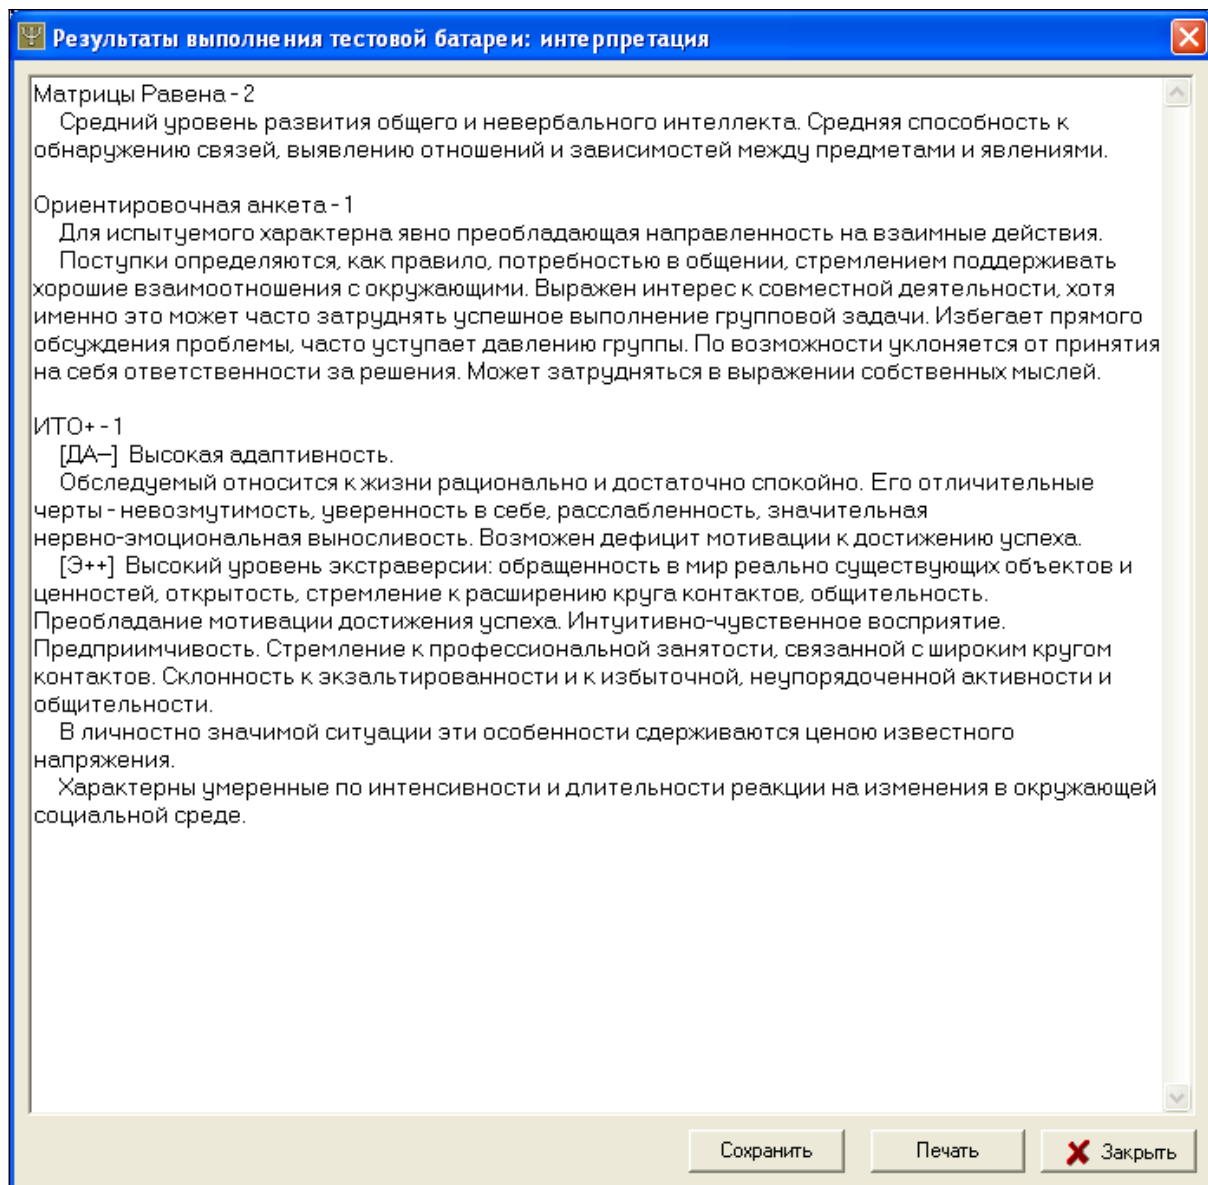 Результаты выполнения тестовой батареи: интерпретация
Матрицы Равена - 2
Средний уровень развития общего и невербального интеллекта. Средняя способность к
обнаружению связей, выявлению отношений и зависимостей между предметами и явлениями.
Ориентировочная анкета - 1
Для испытуемого характерна явно преобладающая направленность на взаимные действия.
Поступки определяются, как правило, потребностью в общении, стремлением поддерживать
хорошие взаимоотношения с окружающими. Выражен интерес к совместной деятельности, хотя
именно это может часто затруднять успешное выполнение групповой задачи. Избегает прямого
обсуждения проблемы, часто уступает давлению группы. По возможности уклоняется от принятия
на себя ответственности за решения. Может затрудняться в выражении собственных мыслей.
ИТО+ - 1
[ДА–] Высокая адаптивность.
Обследуемый относится к жизни рационально и достаточно спокойно. Его отличительные
черты - невозмутимость, уверенность в себе, расслабленность, значительная
нервно-эмоциональная выносливость. Возможен дефицит мотивации к достижению успеха.
[Э++] Высокий уровень экстраверсии: обращенность в мир реально существующих объектов и
ценностей, открытость, стремление к расширению круга контактов, общительность.
Преобладание мотивации достижения успеха. Интуитивно-чувственное восприятие.
Предприимчивость. Стремление к профессиональной занятости, связанной с широким кругом
контактов. Склонность к экзальтированности и к избыточной, неупорядоченной активности и
общительности.
В личностно значимой ситуации эти особенности сдерживаются ценою известного
напряжения.
Характерны умеренные по интенсивности и длительности реакции на изменения в окружающей
социальной среде.
Сохранить Печать Закрыть